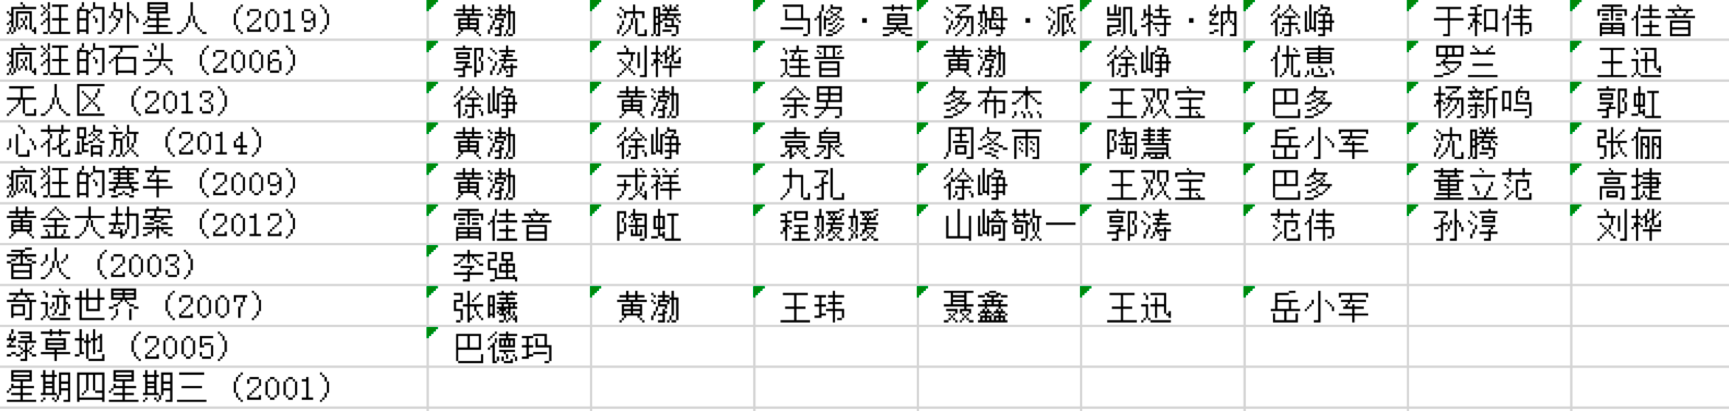 疯狂的外星人（2019） 黄渤 沈腾 马修·莫 汤姆·派 凯特·纳 徐峥 于和伟 雷佳音
疯狂的石头（2006） 郭涛 刘桦 连晋 黄渤 徐峥 优恵 罗兰 王迅
无人区（2013） 徐峥 黄渤 余男 多布杰 王双宝 巴多 杨新鸣 郭虹
心花路放（2014） 黄渤 徐峥 袁泉 周冬雨 陶慧 岳小军 沈腾 张俪
疯狂的赛车（2009） 黄渤 戎祥 九孔 徐峥 王双宝 巴多 董立范 高捷
黄金大劫案（2012） 雷佳音 陶虹 程媛媛 山崎敬一 郭涛 范伟 孙淳 刘桦
香火（2003） 李强
奇迹世界（2007） 张曦 黄渤 王玮 聂鑫 王迅 岳小军
绿草地（2005） 巴德玛
星期四星期三（2001）